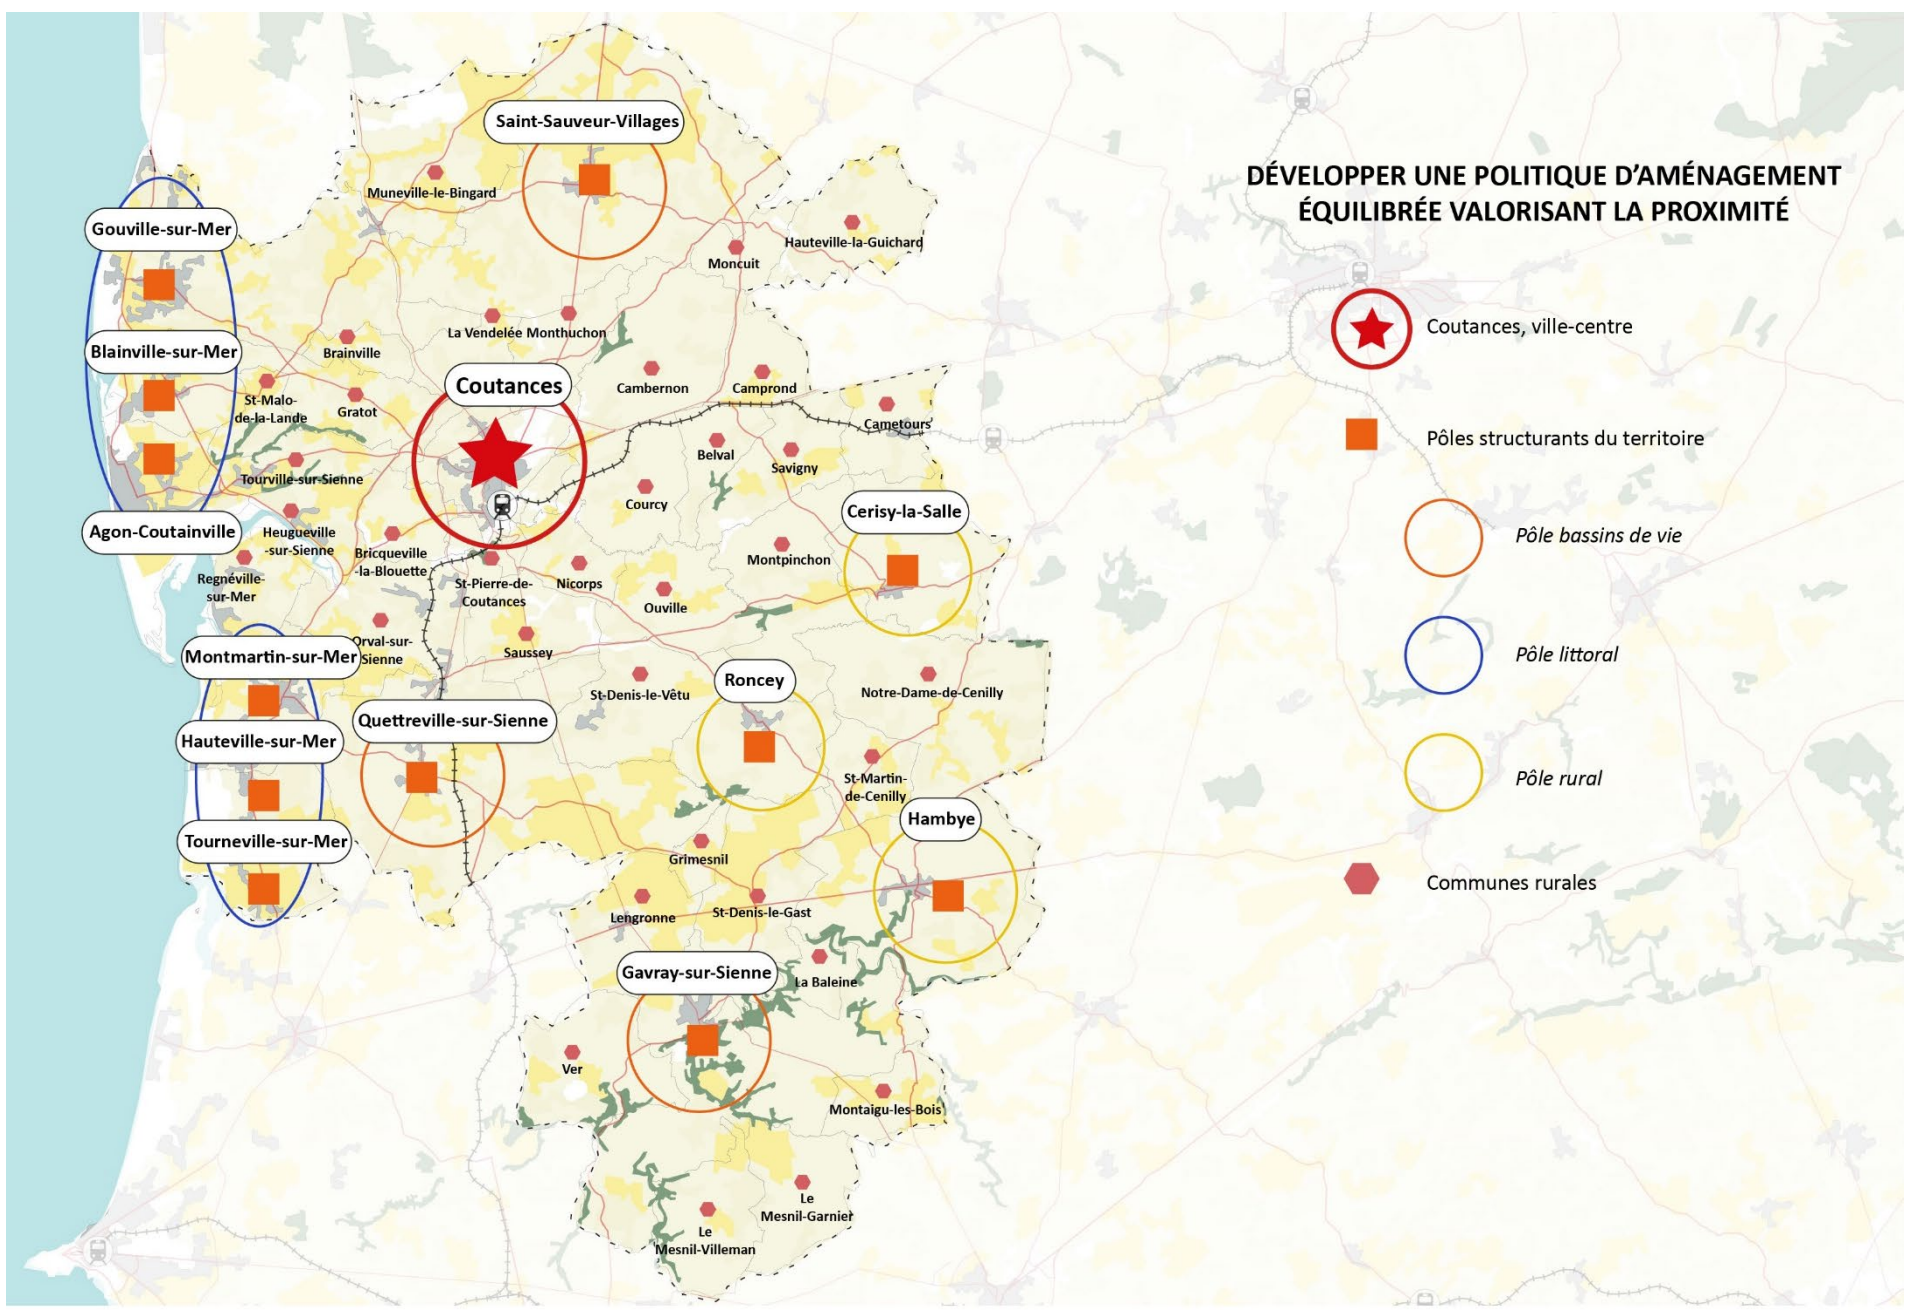 Saint-Sauveur-Villages
Muneville-le-Bingard
Gouville-sur-Mer
Hauteville-la-Guichard
Moncuit
La Vendelée
Monthuchon
Brainville
Blainville-sur-Mer
Coutances
Cambernon
Camprond
St-Malo-
de-la-Lande
Gratot
Cametours
Belval
Savigny
Tourville-sur-Sienne
Courcy
Cerisy-la-Salle
Agon-Coutainville
Heugueville
-sur-Sienne
Bricqueville
-la-Blouette
Montpinchon
Regnéville-
sur-Mer
St-Pierre-de-
Coutances
Nicorps
Ouville
Montmartin-sur-Mer
Orval-sur-
Sienne
Saussey
St-Denis-le-Vêtu
Roncey
Notre-Dame-de-Cenilly
Quettreville-sur-Sienne
Hauteville-sur-Mer
St-Martin-
de-Cenilly
Hambye
Tourneville-sur-Mer
Grimesnil
Lengronne
St-Denis-le-Gast
Gavray-sur-Sienne
La Baleine
Ver
Montaigu-les-Bois
Le
Mesnil-Garnier
Le
Mesnil-Villeman
DÉVELOPPER UNE POLITIQUE D'AMÉNAGEMENT
ÉQUILIBRÉE VALORISANT LA PROXIMITÉ
Coutances, ville-centre
Pôles structurants du territoire
Pôle bassins de vie
Pôle littoral
Pôle rural
Communes rurales